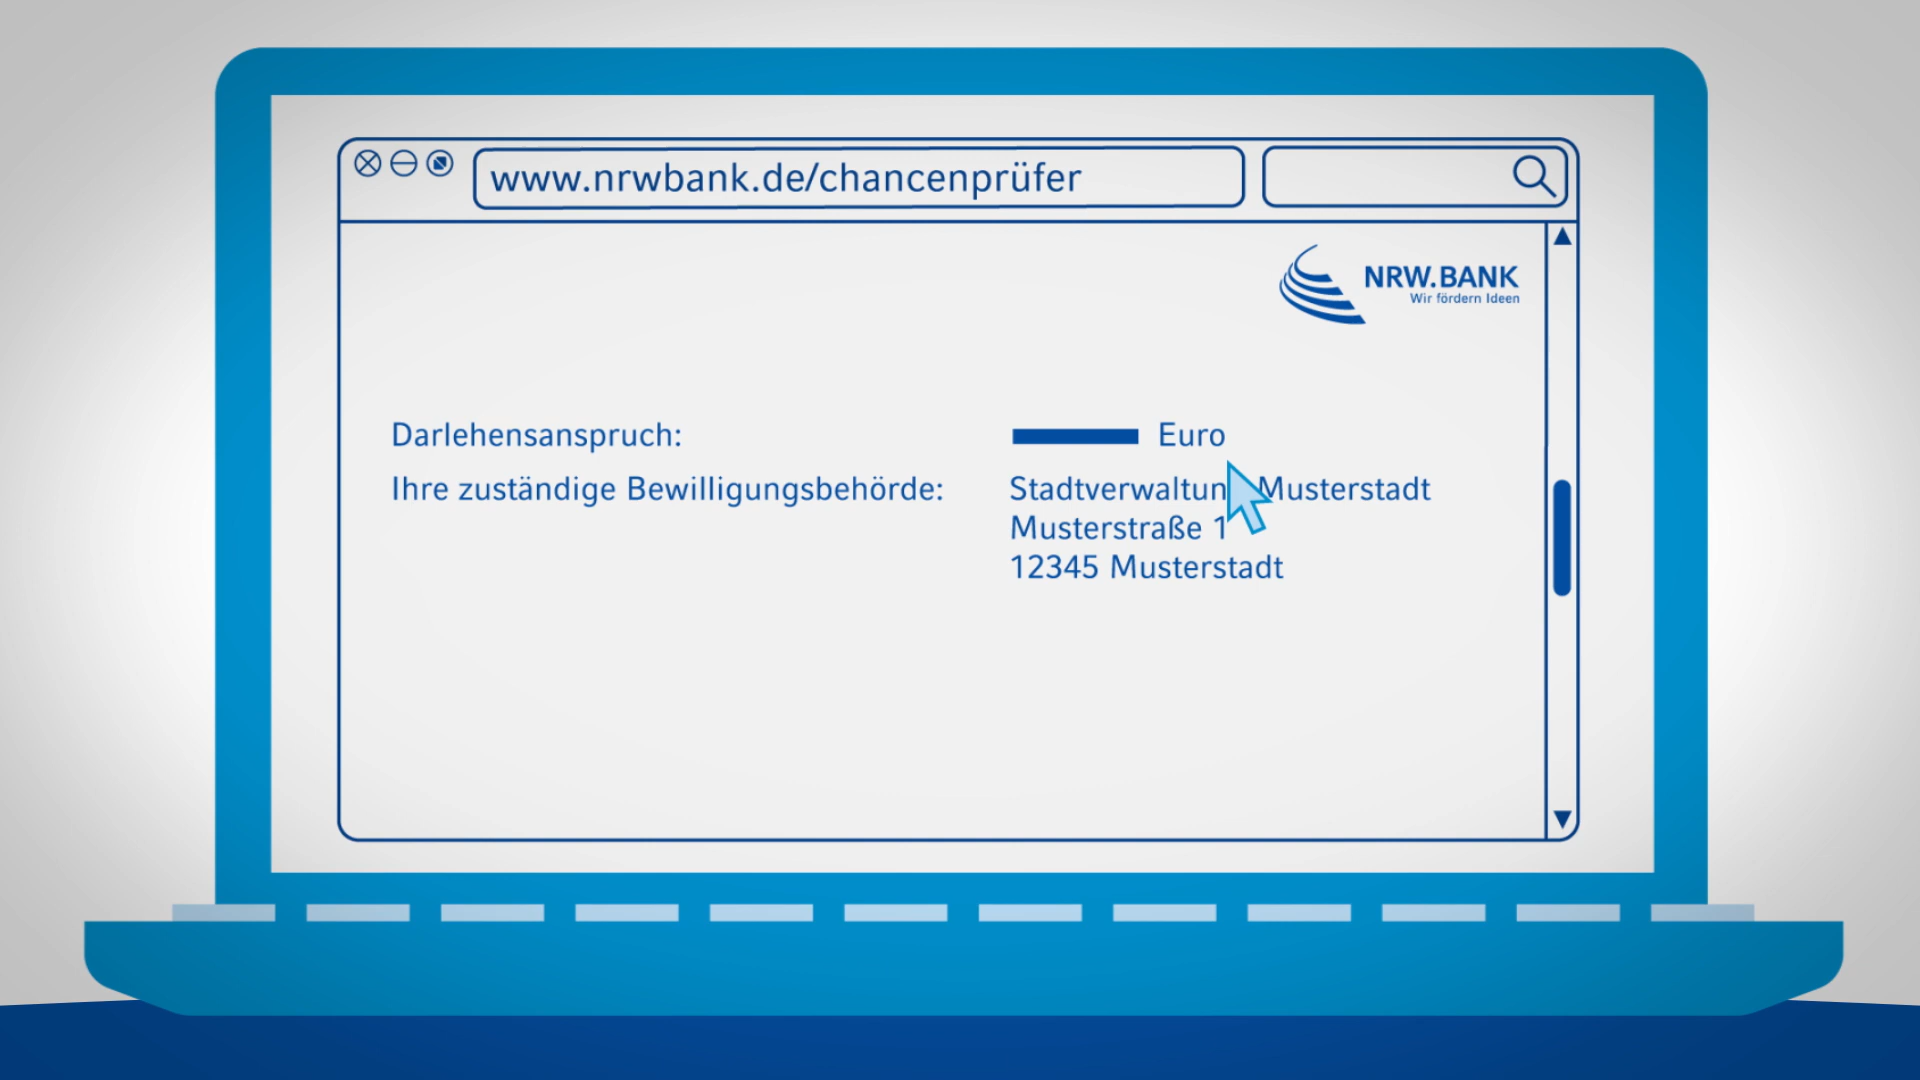 www.nrwbank.de/chancenprüfer
NRW.BANK
Wir fördern Ideen
Darlehensanspruch: Euro
Ihre zuständige Bewilligungsbehörde: Stadtverwaltung Musterstadt
Musterstraße 1
12345 Musterstadt